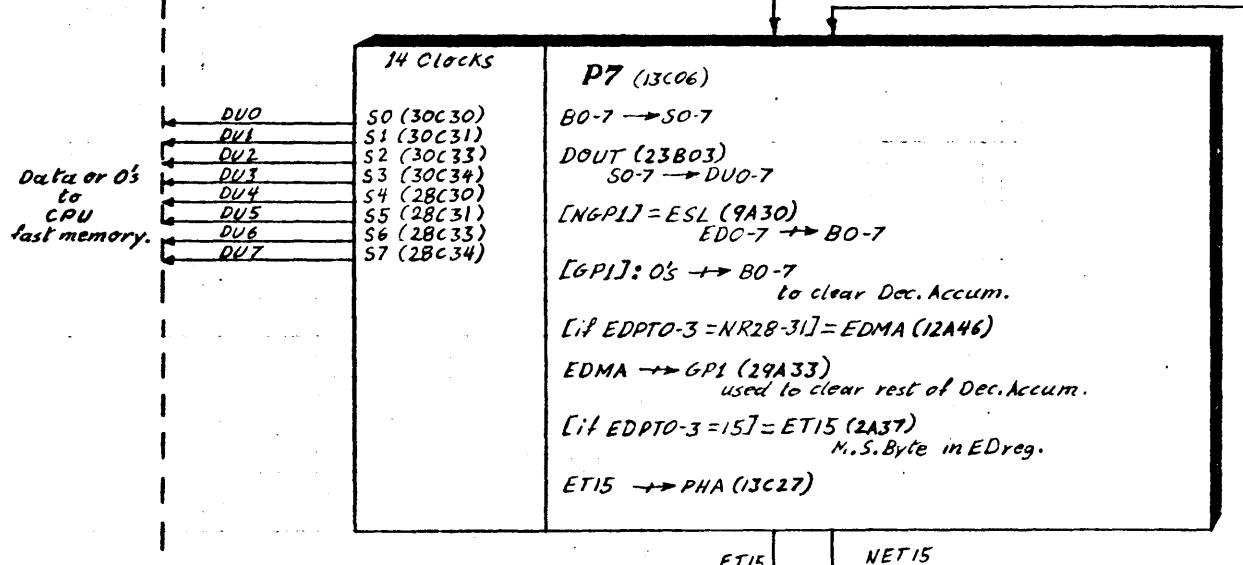 14 Clocks
P7 (13C06)
DU0 S0 (30C30)
DU1 S1 (30C31)
DU2 S2 (30C33)
DU3 S3 (30C34)
DU4 S4 (28C30)
DU5 S5 (28C31)
DU6 S6 (28C33)
DU7 S7 (28C34)
Data or 0's
to
CPU
fast memory.
B0-7 → S0-7
DOUT (23B03)
S0-7 → DU0-7
[NGP1] = ESL (9A30)
ED0-7 ↛ B0-7
[GP1]: 0's ↛ B0-7
to clear Dec. Accum.
[if EDPT0-3 = NR28-31] = EDMA (12A46)
EDMA ↛ GP1 (29A33)
used to clear rest of Dec. Accum.
[if EDPT0-3 = 15] = ET15 (2A37)
M.S. Byte in ED reg.
ET15 ↛ PHA (13C27)
ET15 NET15